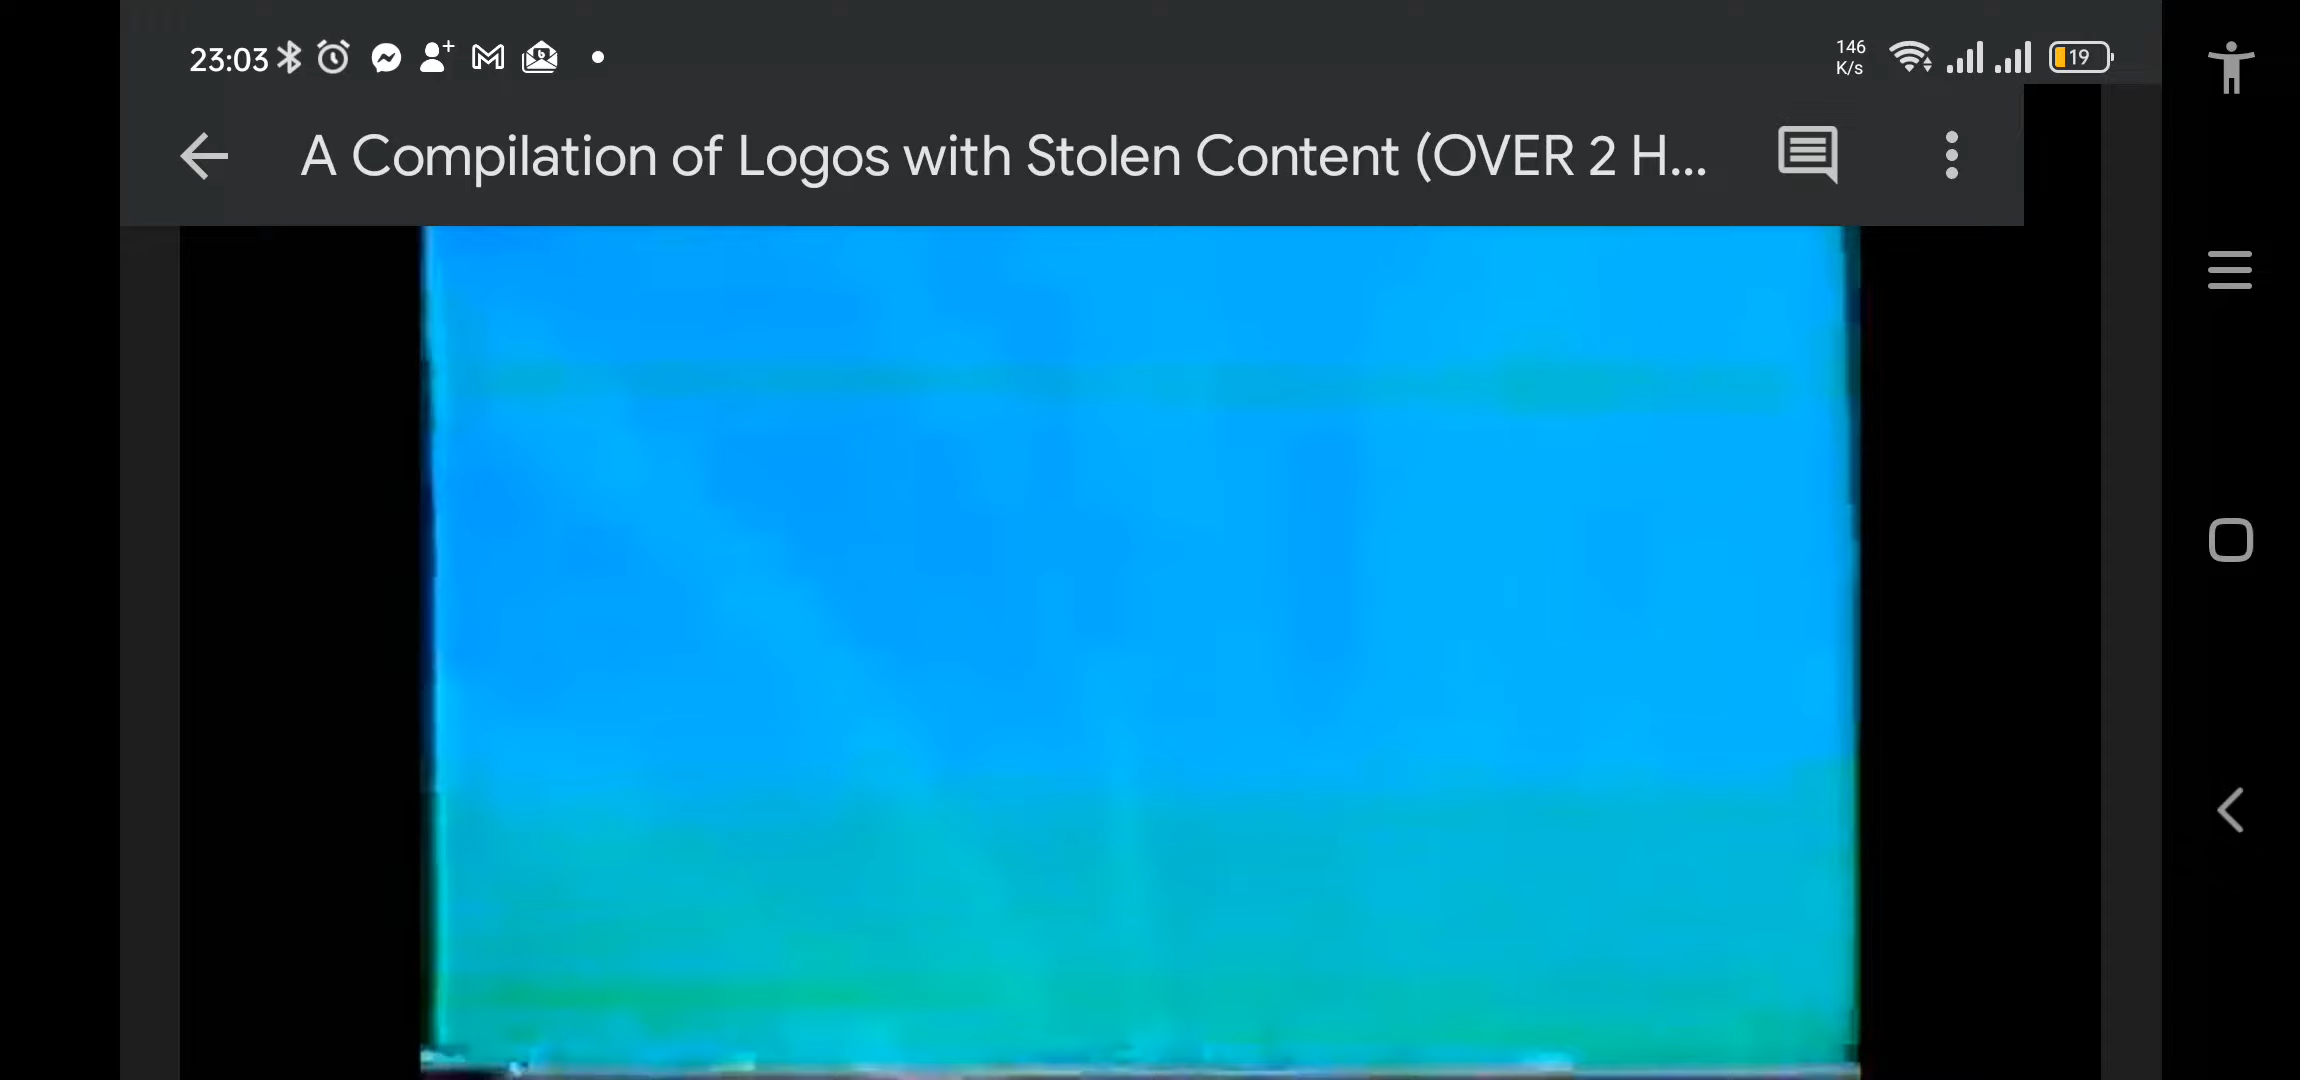 23:03
146
K/s
19
A Compilation of Logos with Stolen Content (OVER 2 H...